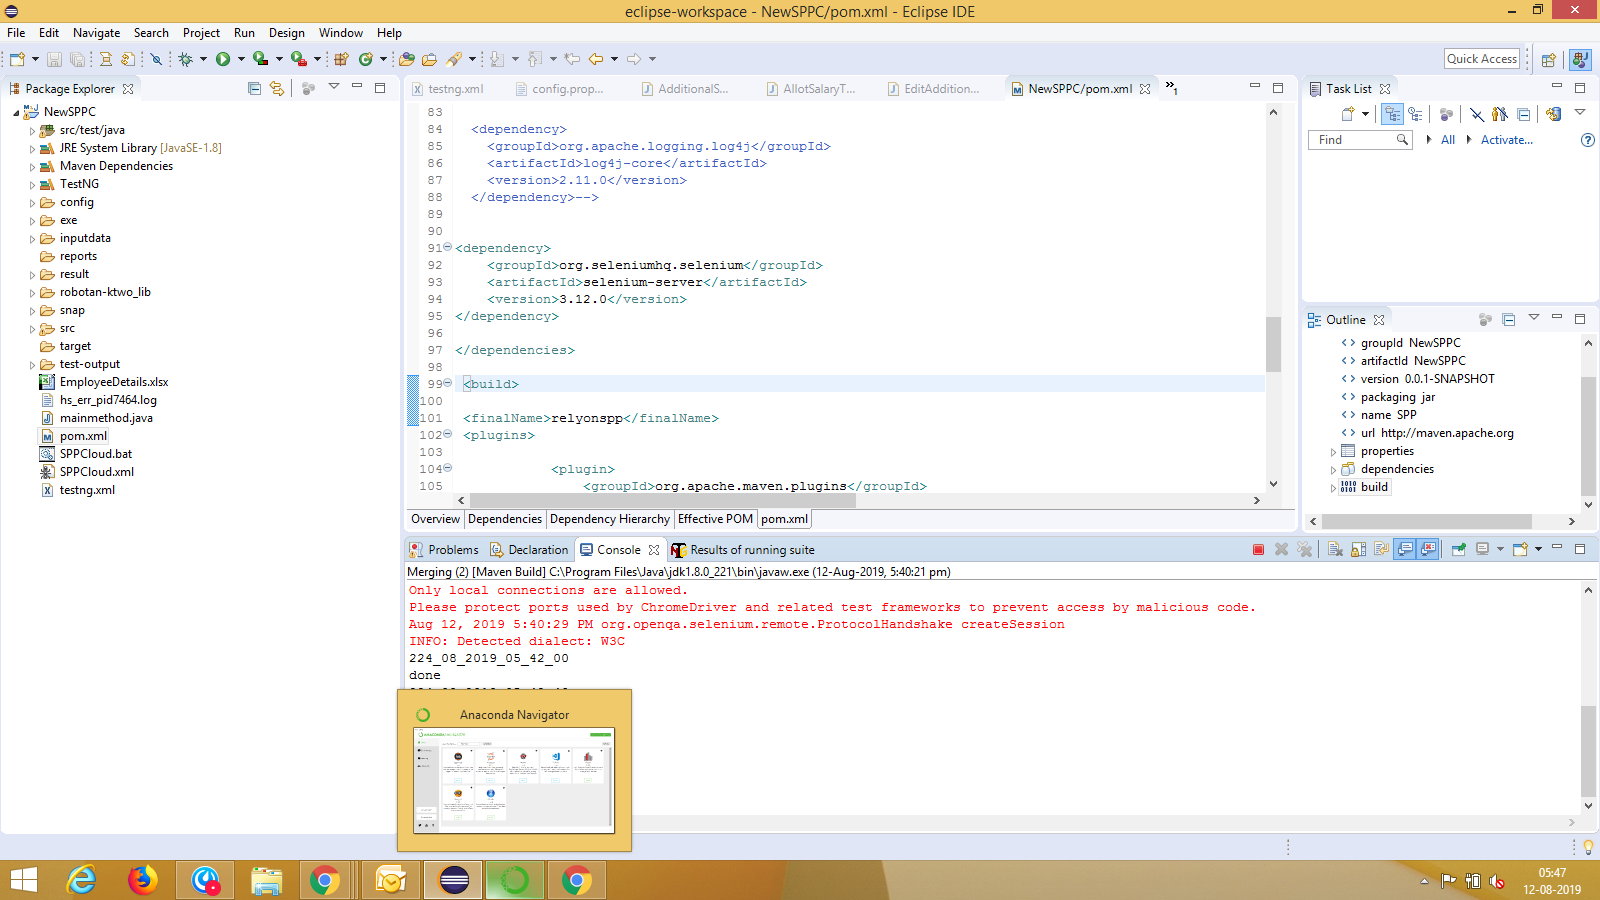 eclipse-workspace - NewSPPC/pom.xml - Eclipse IDE
File Edit Navigate Search Project Run Design Window Help
Quick Access
Package Explorer
NewSPPC
src/test/java
JRE System Library [JavaSE-1.8]
Maven Dependencies
TestNG
config
exe
inputdata
reports
result
robotan-ktwo_lib
snap
src
target
test-output
EmployeeDetails.xlsx
hs_err_pid7464.log
mainmethod.java
pom.xml
SPPCloud.bat
SPPCloud.xml
testng.xml
testng.xml config.prop... AdditionalS... AllotSalaryT... EditAddition... NewSPPC/pom.xml »1
83
84 <dependency>
85 <groupId>org.apache.logging.log4j</groupId>
86 <artifactId>log4j-core</artifactId>
87 <version>2.11.0</version>
88 </dependency>-->
89
90
91 <dependency>
92 <groupId>org.seleniumhq.selenium</groupId>
93 <artifactId>selenium-server</artifactId>
94 <version>3.12.0</version>
95 </dependency>
96
97 </dependencies>
98
99 <build>
100
101 <finalName>relyonspp</finalName>
102 <plugins>
103
104 <plugin>
105 <groupId>org.apache.maven.plugins</groupId>
Overview Dependencies Dependency Hierarchy Effective POM pom.xml
Task List
Find All Activate...
Outline
groupId NewSPPC
artifactId NewSPPC
version 0.0.1-SNAPSHOT
packaging jar
name SPP
url http://maven.apache.org
properties
dependencies
build
Problems Declaration Console Results of running suite
Merging (2) [Maven Build] C:\Program Files\Java\jdk1.8.0_221\bin\javaw.exe (12-Aug-2019, 5:40:21 pm)
Only local connections are allowed.
Please protect ports used by ChromeDriver and related test frameworks to prevent access by malicious code.
Aug 12, 2019 5:40:29 PM org.openqa.selenium.remote.ProtocolHandshake createSession
INFO: Detected dialect: W3C
224_08_2019_05_42_00
done
Anaconda Navigator
05:47
12-08-2019